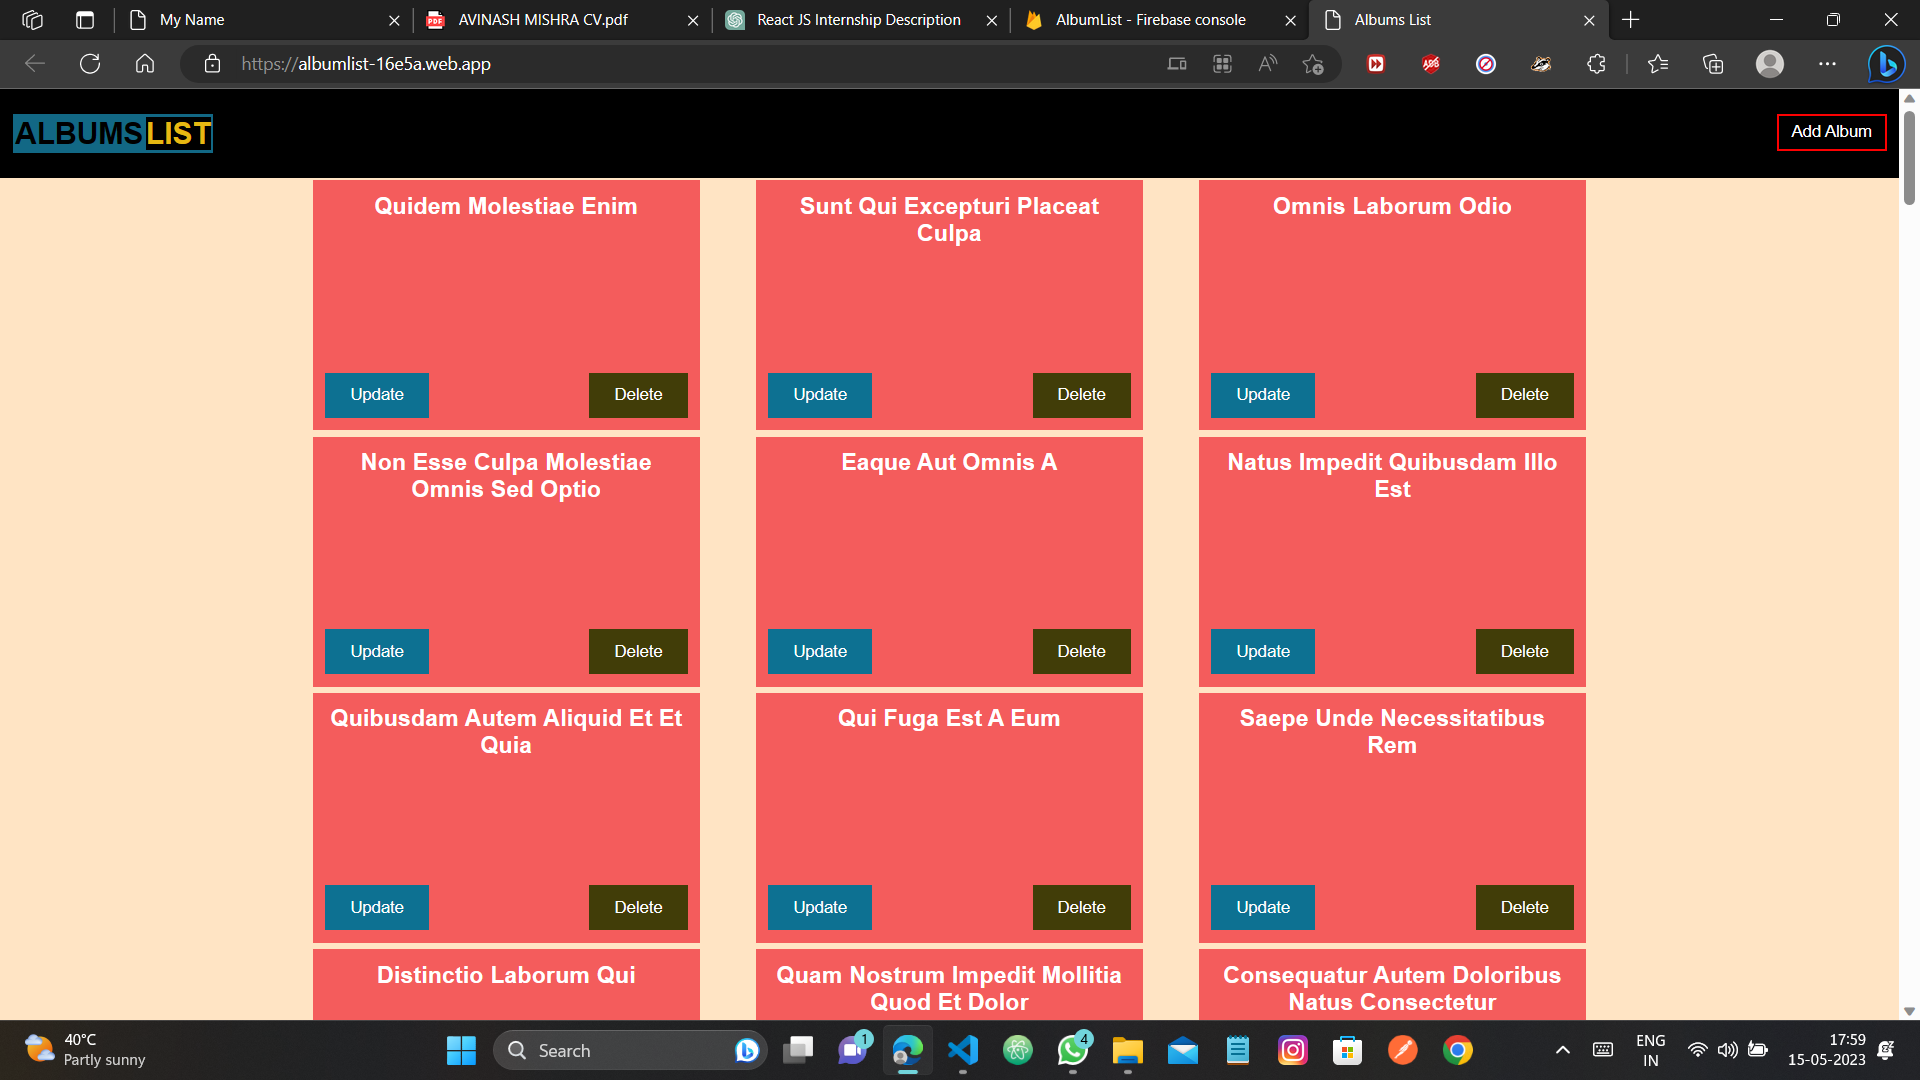 My Name
AVINASH MISHRA CV.pdf
React JS Internship Description
AlbumList - Firebase console
Albums List
https://albumlist-16e5a.web.app
ALBUMSLIST
Add Album
Quidem Molestiae Enim
Update
Delete
Sunt Qui Excepturi Placeat
Culpa
Update
Delete
Omnis Laborum Odio
Update
Delete
Non Esse Culpa Molestiae
Omnis Sed Optio
Update
Delete
Eaque Aut Omnis A
Update
Delete
Natus Impedit Quibusdam Illo
Est
Update
Delete
Quibusdam Autem Aliquid Et Et
Quia
Update
Delete
Qui Fuga Est A Eum
Update
Delete
Saepe Unde Necessitatibus
Rem
Update
Delete
Distinctio Laborum Qui
Quam Nostrum Impedit Mollitia
Quod Et Dolor
Consequatur Autem Doloribus
Natus Consectetur
40°C
Partly sunny
Search
1
4
ENG
IN
17:59
15-05-2023